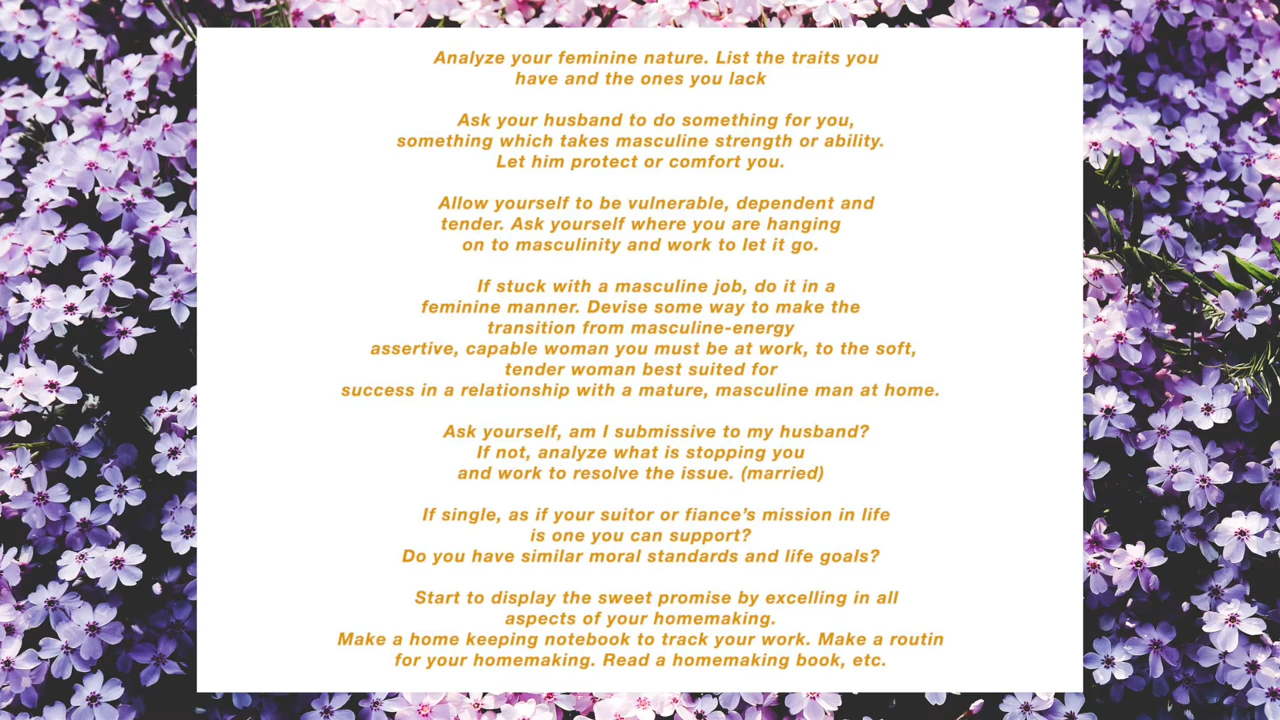 Analyze your feminine nature. List the traits you
have and the ones you lack
Ask your husband to do something for you,
something which takes masculine strength or ability.
Let him protect or comfort you.
Allow yourself to be vulnerable, dependent and
tender. Ask yourself where you are hanging
on to masculinity and work to let it go.
If stuck with a masculine job, do it in a
feminine manner. Devise some way to make the
transition from masculine-energy
assertive, capable woman you must be at work, to the soft,
tender woman best suited for
success in a relationship with a mature, masculine man at home.
Ask yourself, am I submissive to my husband?
If not, analyze what is stopping you
and work to resolve the issue. (married)
If single, as if your suitor or fiance’s mission in life
is one you can support?
Do you have similar moral standards and life goals?
Start to display the sweet promise by excelling in all
aspects of your homemaking.
Make a home keeping notebook to track your work. Make a routin
for your homemaking. Read a homemaking book, etc.